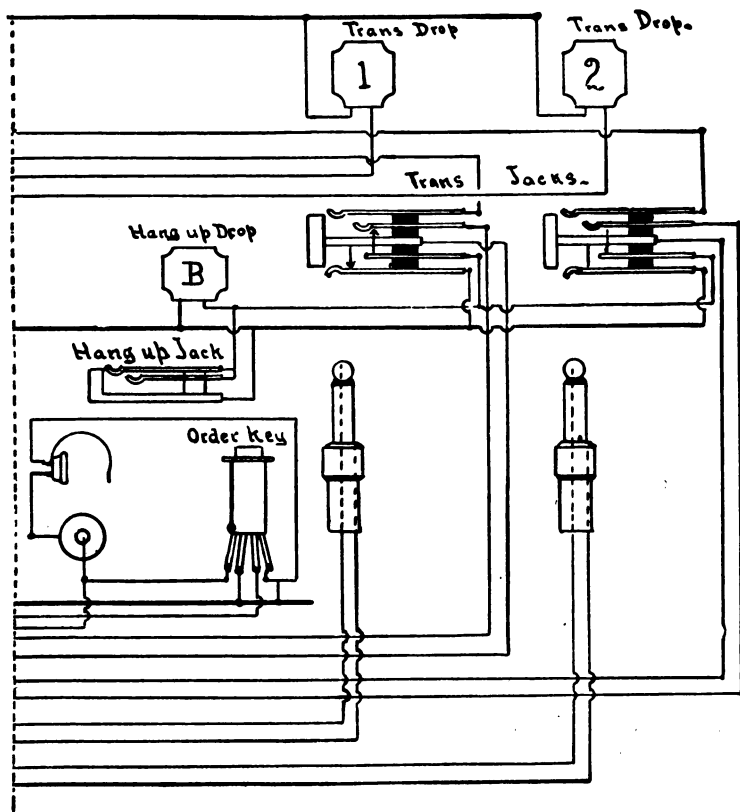 Trans Drop
1
Trans Drop.
2
Trans Jacks.
Hang up Drop
B
Hang up Jack
Order Key